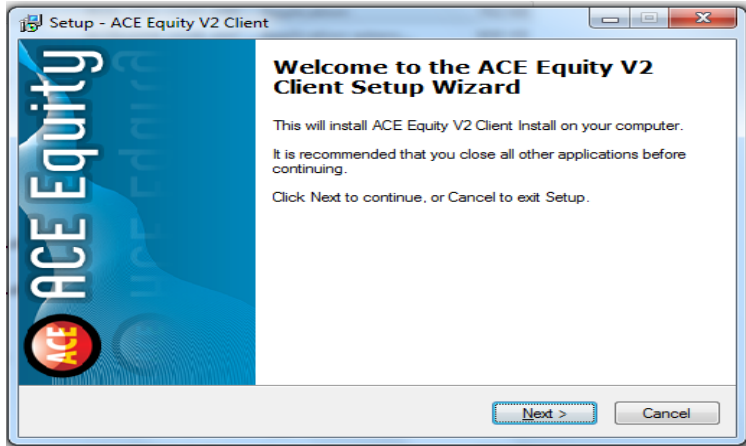 Setup - ACE Equity V2 Client
Welcome to the ACE Equity V2
Client Setup Wizard
This will install ACE Equity V2 Client Install on your computer.
It is recommended that you close all other applications before
continuing.
Click Next to continue, or Cancel to exit Setup.
ACE ACE Equity
Next >
Cancel